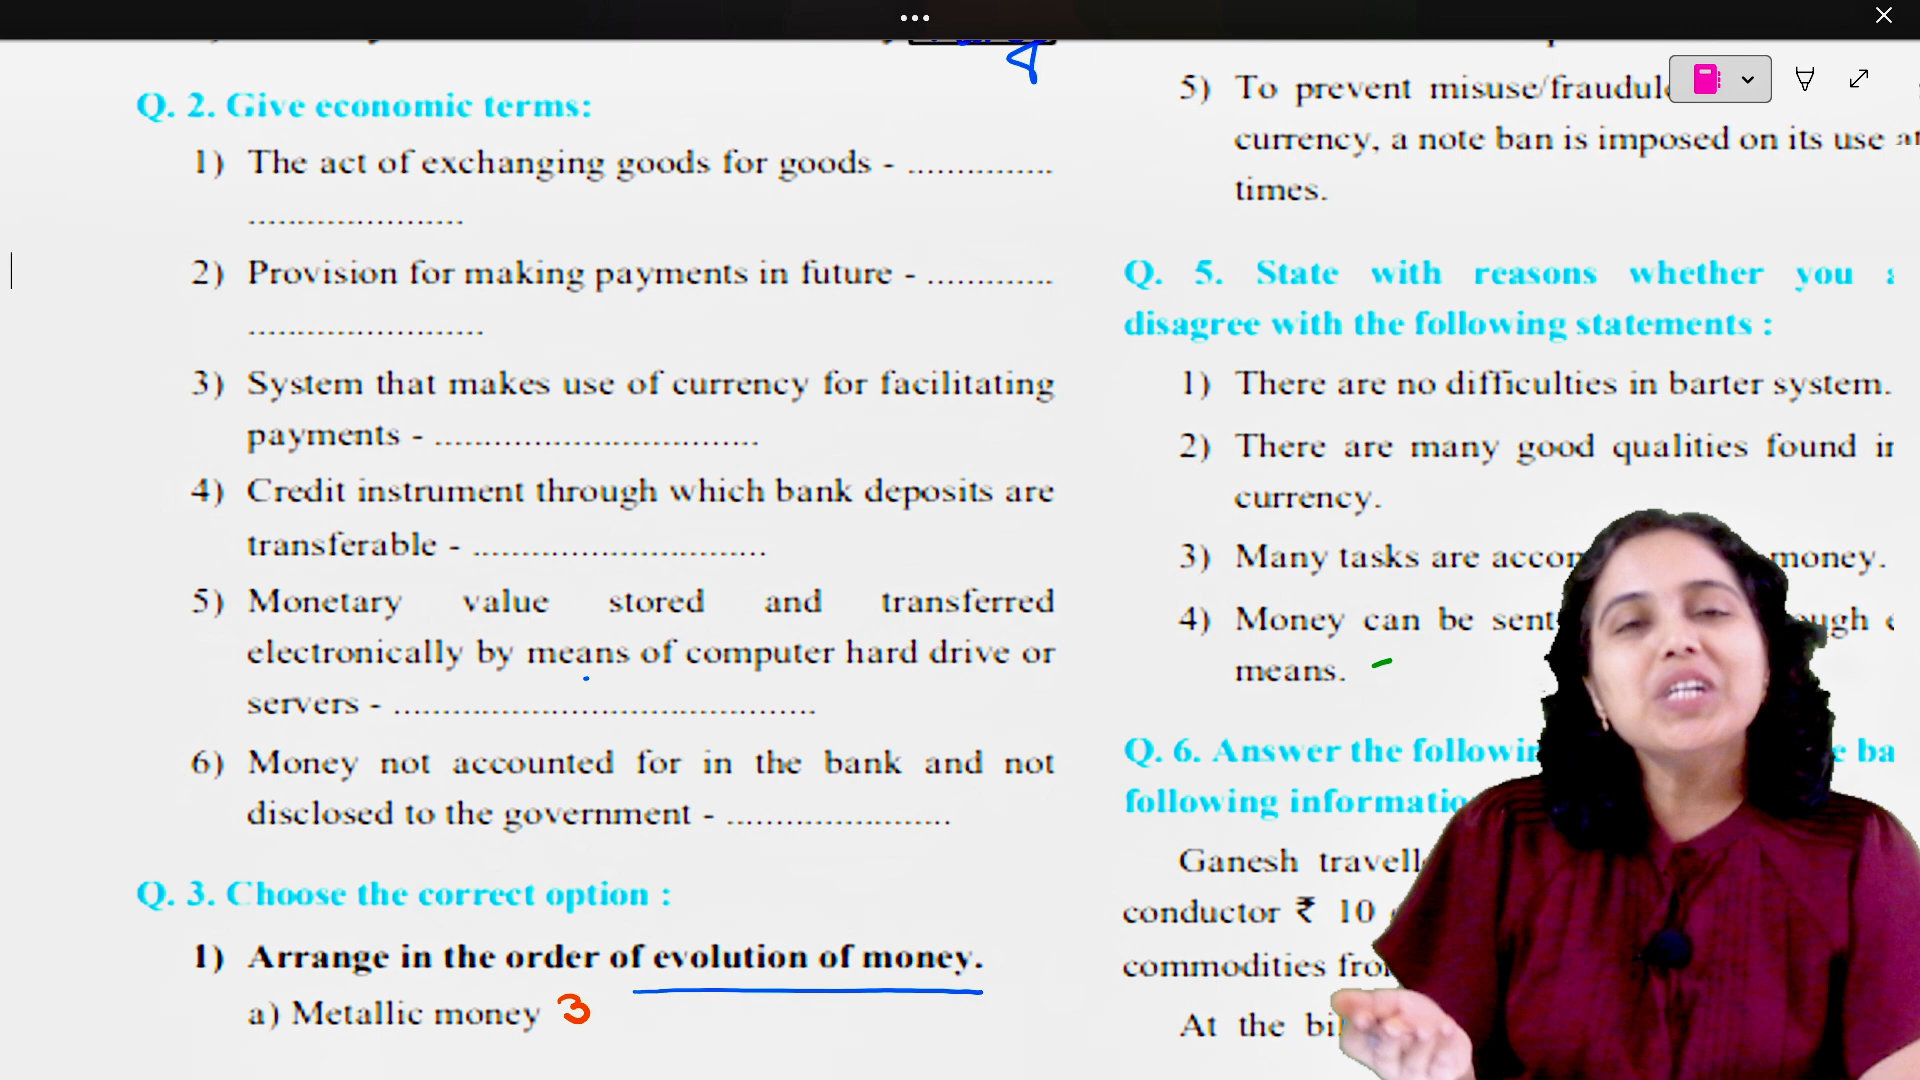 Q. 2. Give economic terms:
1) The act of exchanging goods for goods - ...............
......................
2) Provision for making payments in future - .............
........................
3) System that makes use of currency for facilitating
payments - .................................
4) Credit instrument through which bank deposits are
transferable - ..............................
5) Monetary value stored and transferred
electronically by means of computer hard drive or
servers - ...........................................
6) Money not accounted for in the bank and not
disclosed to the government - .......................
Q. 3. Choose the correct option :
1) Arrange in the order of evolution of money.
a) Metallic money 3
5) To prevent
currency, a note ban is imposed on its use
times.
Q. 5. State with reasons whether you
disagree with the following statements :
1) There are no difficulties in barter system.
2) There are many good qualities found
currency.
3) Many tasks are money.
4) Money can be sent
means.
Q. 6. Answer the
following
Ganesh
conductor ₹ 10
commodities
At the